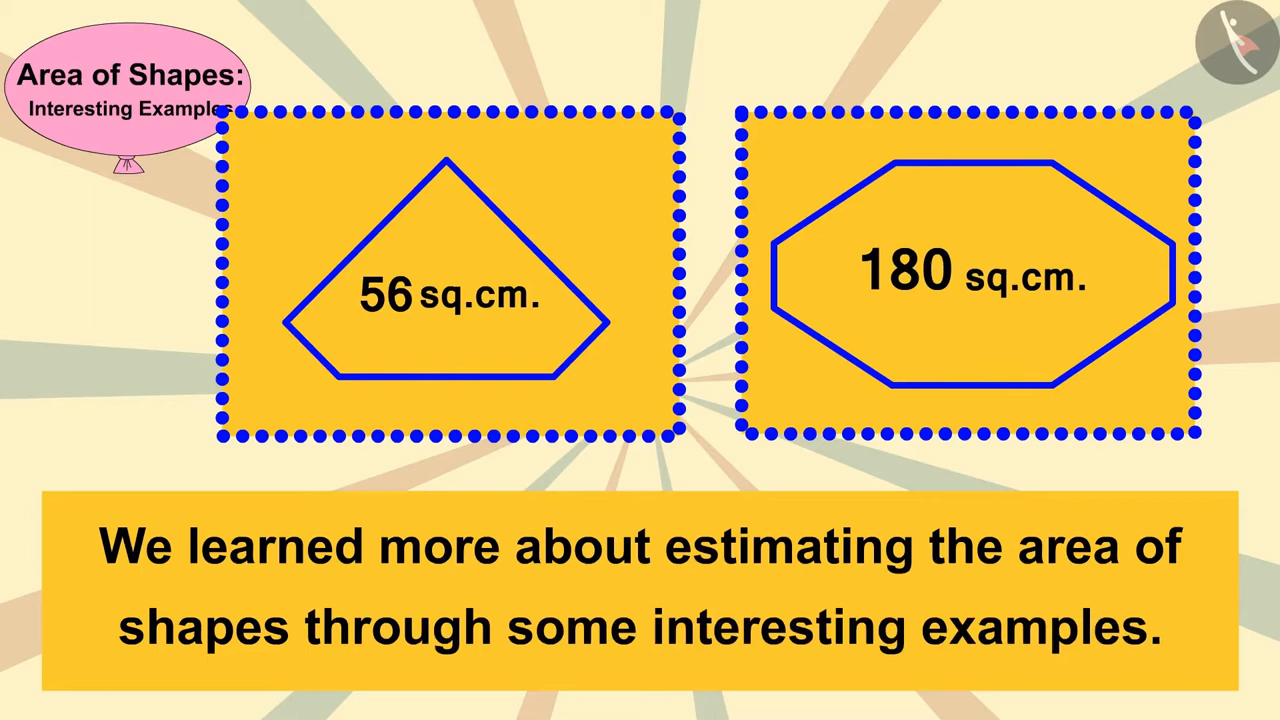 Area of Shapes:
Interesting Examples
56 sq.cm.
180 sq.cm.
We learned more about estimating the area of
shapes through some interesting examples.